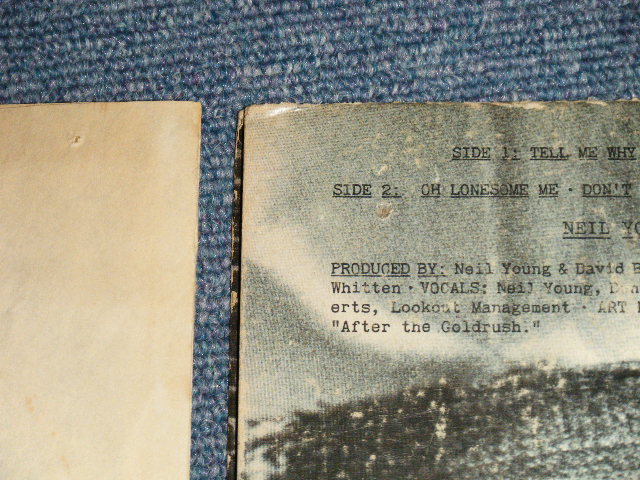 SIDE 1: TELL ME WHY
SIDE 2: OH LONESOME ME · DON'T
NEIL
PRODUCED BY: Neil Young & David
Whitten · VOCALS: Neil Young,
erts, Lookout Management · ART
"After the Goldrush."